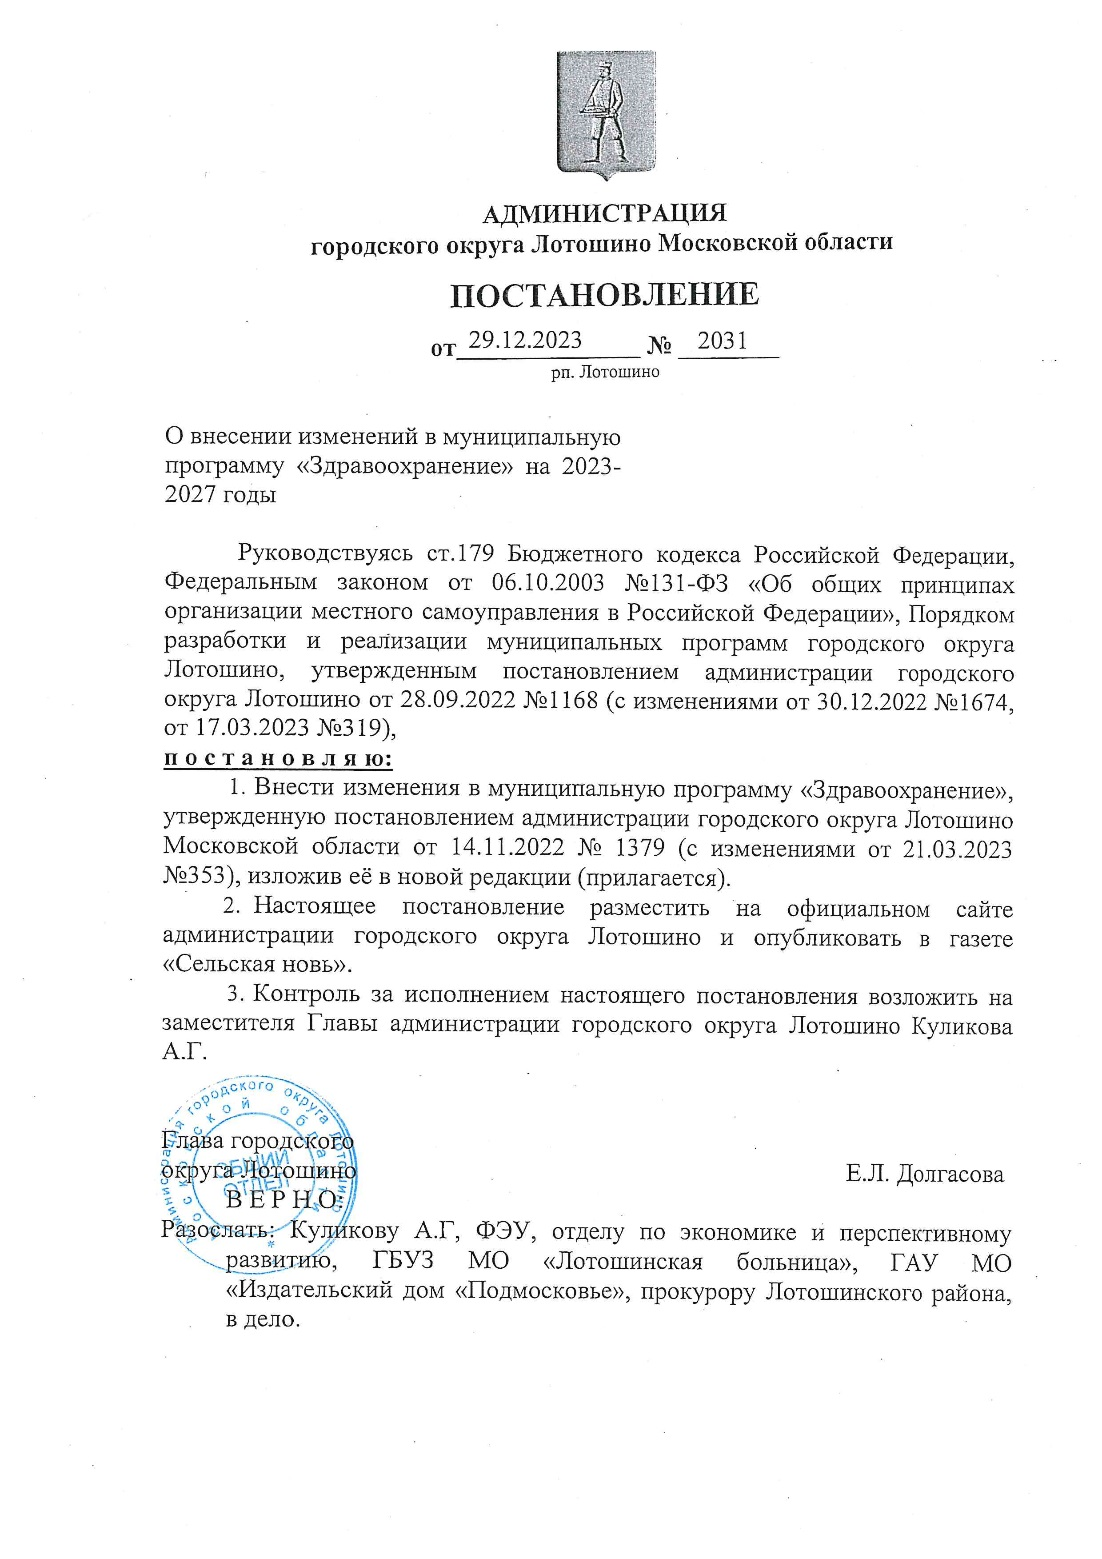 АДМИНИСТРАЦИЯ
городского округа Лотошино Московской области
ПОСТАНОВЛЕНИЕ
от 29.12.2023 № 2031
рп. Лотошино
О внесении изменений в муниципальную
программу «Здравоохранение» на 2023-
2027 годы
Руководствуясь ст.179 Бюджетного кодекса Российской Федерации,
Федеральным законом от 06.10.2003 №131-ФЗ «Об общих принципах
организации местного самоуправления в Российской Федерации», Порядком
разработки и реализации муниципальных программ городского округа
Лотошино, утвержденным постановлением администрации городского
округа Лотошино от 28.09.2022 №1168 (с изменениями от 30.12.2022 №1674,
от 17.03.2023 №319),
п о с т а н о в л я ю:
1. Внести изменения в муниципальную программу «Здравоохранение»,
утвержденную постановлением администрации городского округа Лотошино
Московской области от 14.11.2022 № 1379 (с изменениями от 21.03.2023
№353), изложив её в новой редакции (прилагается).
2. Настоящее постановление разместить на официальном сайте
администрации городского округа Лотошино и опубликовать в газете
«Сельская новь».
3. Контроль за исполнением настоящего постановления возложить на
заместителя Главы администрации городского округа Лотошино Куликова
А.Г.
Администрация городского округа Лотошино
Московской области
ОБЩИЙ
ОТДЕЛ
Глава городского
округа Лотошино Е.Л. Долгасова
В Е Р Н О:
Разослать: Куликову А.Г, ФЭУ, отделу по экономике и перспективному
развитию, ГБУЗ МО «Лотошинская больница», ГАУ МО
«Издательский дом «Подмосковье», прокурору Лотошинского района,
в дело.